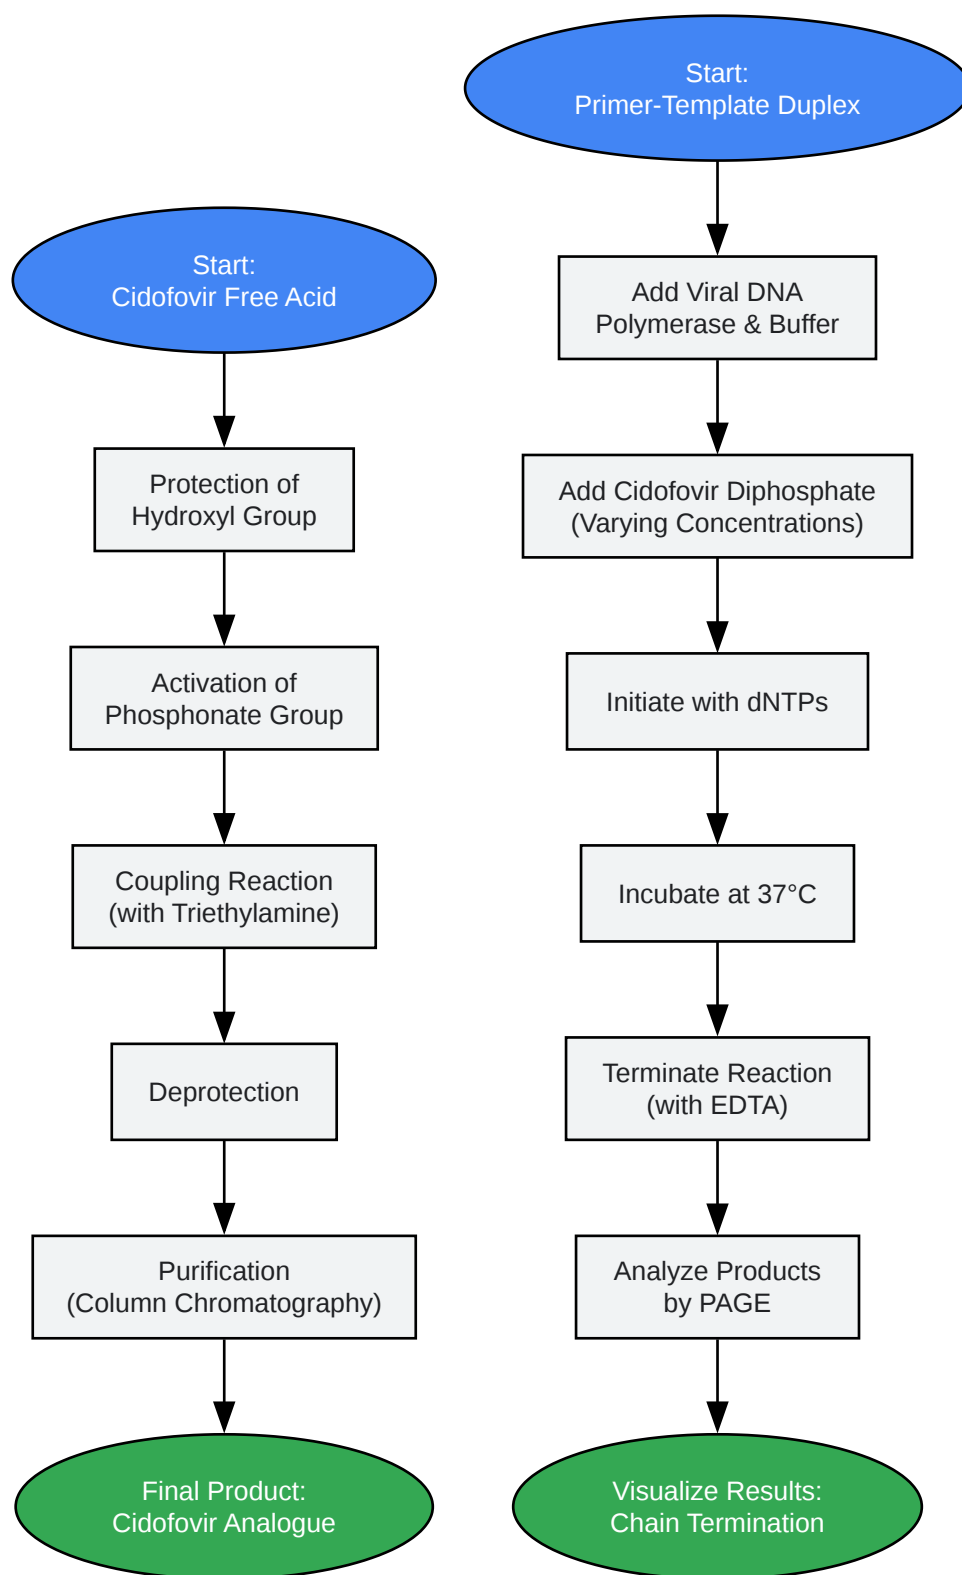 Start:
Cidofovir Free Acid
Protection of
Hydroxyl Group
Activation of
Phosphonate Group
Coupling Reaction
(with Triethylamine)
Deprotection
Purification
(Column Chromatography)
Final Product:
Cidofovir Analogue
Start:
Primer-Template Duplex
Add Viral DNA
Polymerase & Buffer
Add Cidofovir Diphosphate
(Varying Concentrations)
Initiate with dNTPs
Incubate at 37°C
Terminate Reaction
(with EDTA)
Analyze Products
by PAGE
Visualize Results:
Chain Termination